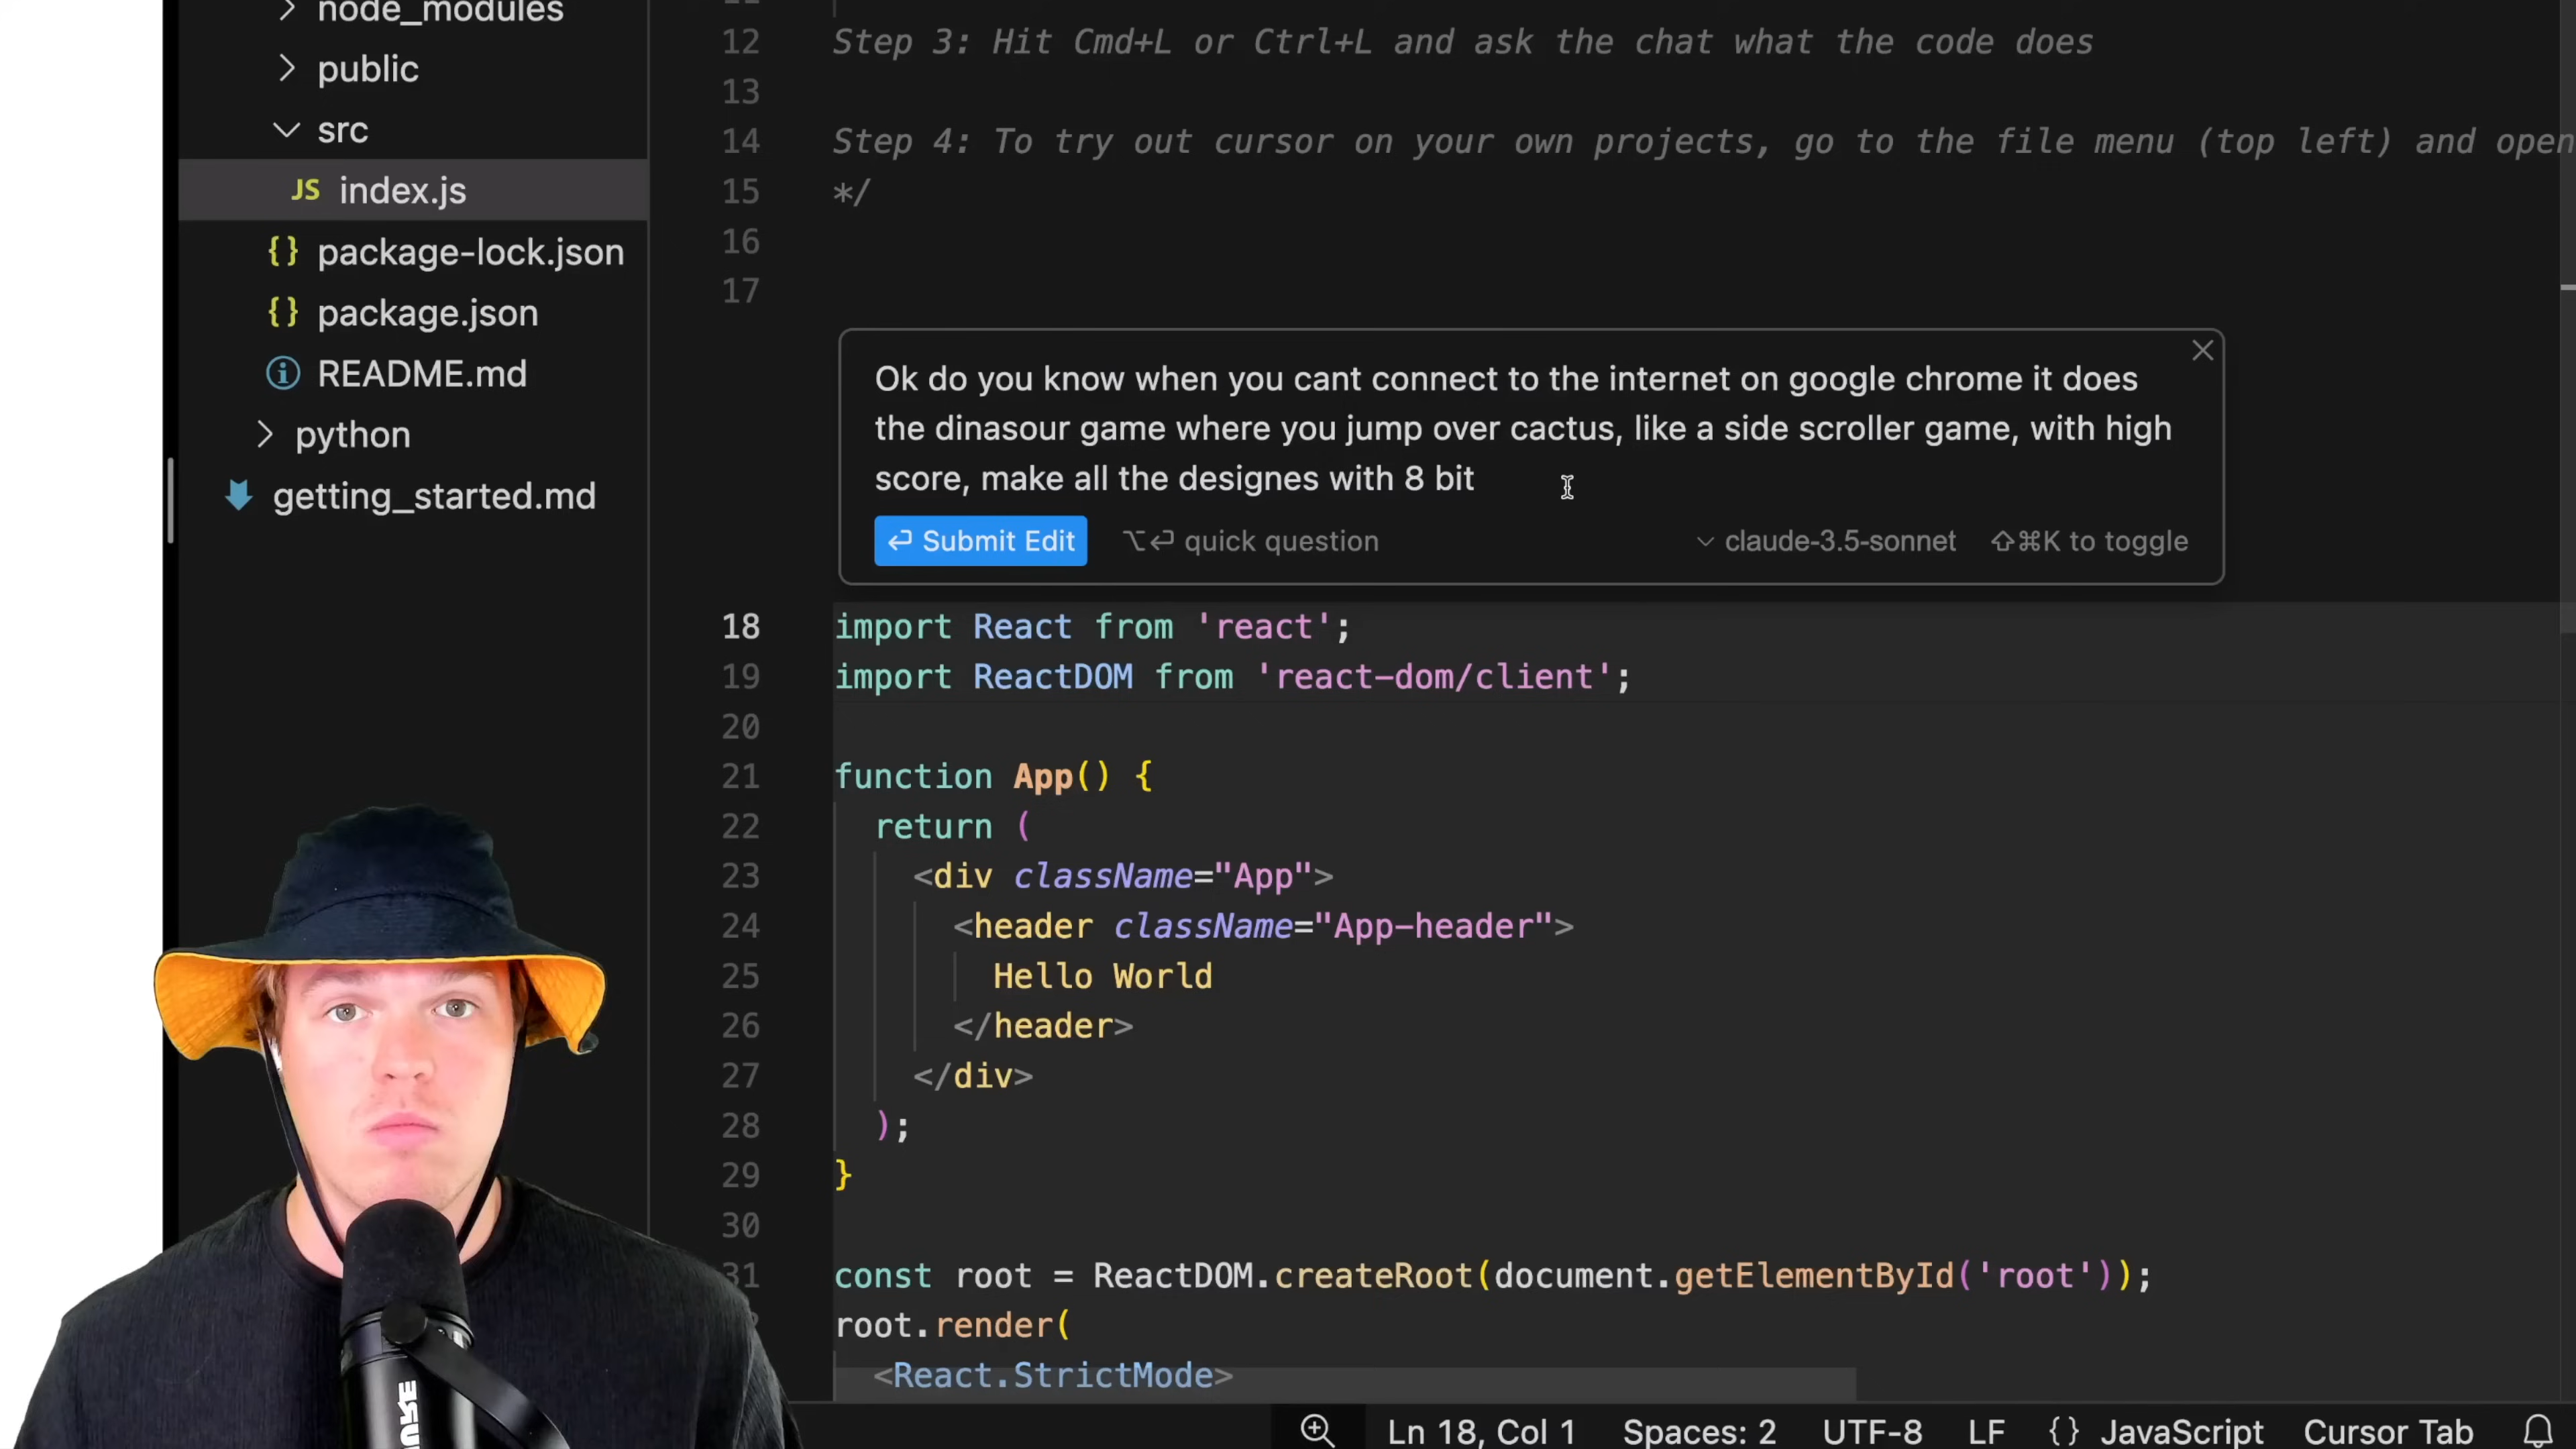 node_modules
public
src
JS index.js
{} package-lock.json
{} package.json
README.md
python
getting_started.md
12 Step 3: Hit Cmd+L or Ctrl+L and ask the chat what the code does
13
14 Step 4: To try out cursor on your own projects, go to the file menu (top left) and open
15 */
16
17
Ok do you know when you cant connect to the internet on google chrome it does
the dinasour game where you jump over cactus, like a side scroller game, with high
score, make all the designes with 8 bit
Submit Edit quick question claude-3.5-sonnet ⇧⌘K to toggle
18 import React from 'react';
19 import ReactDOM from 'react-dom/client';
20
21 function App() {
22 return (
23 <div className="App">
24 <header className="App-header">
25 Hello World
26 </header>
27 </div>
28 );
29 }
30
31 const root = ReactDOM.createRoot(document.getElementById('root'));
root.render(
<React.StrictMode>
Ln 18, Col 1 Spaces: 2 UTF-8 LF {} JavaScript Cursor Tab